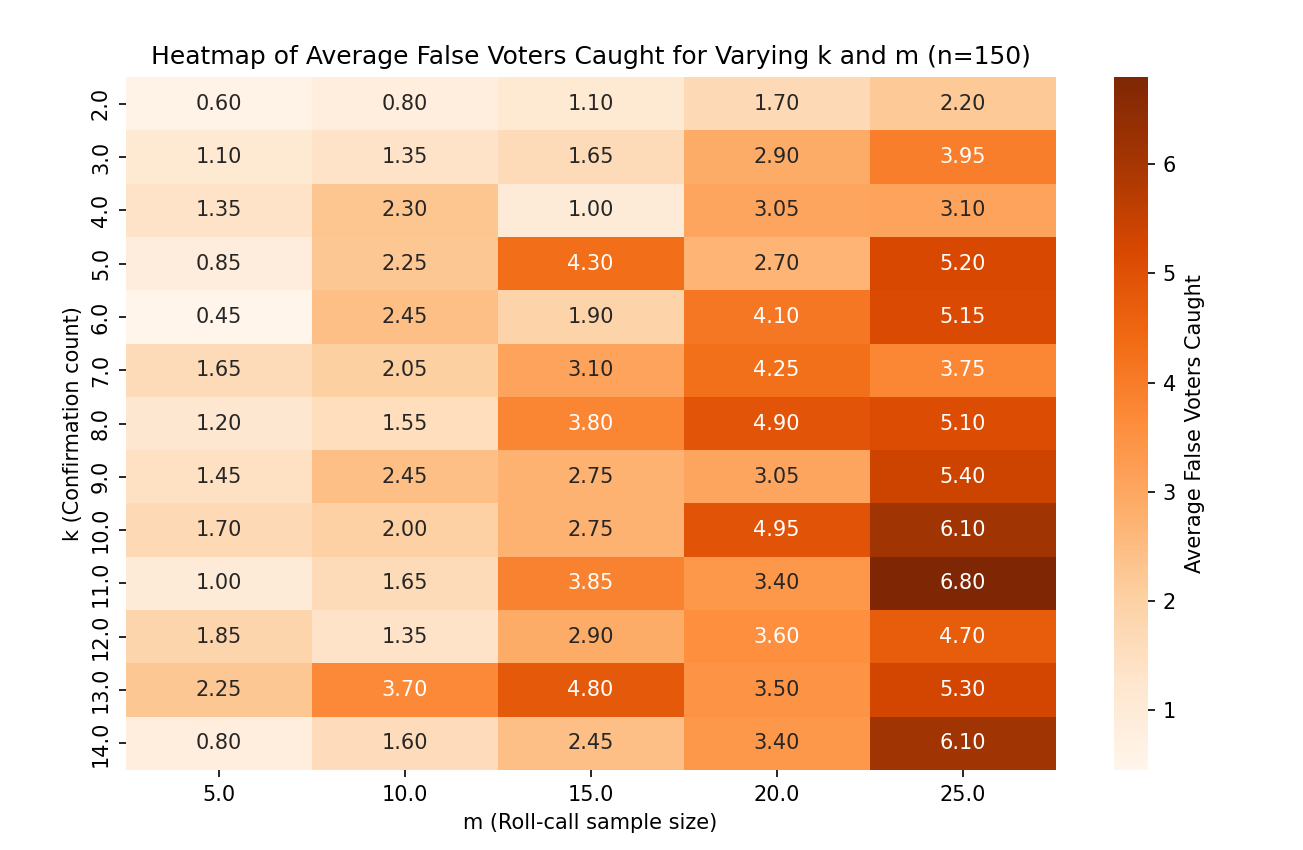 Heatmap of Average False Voters Caught for Varying k and m (n=150)
k (Confirmation count)
2.0 0.60 0.80 1.10 1.70 2.20
3.0 1.10 1.35 1.65 2.90 3.95
4.0 1.35 2.30 1.00 3.05 3.10
5.0 0.85 2.25 4.30 2.70 5.20
6.0 0.45 2.45 1.90 4.10 5.15
7.0 1.65 2.05 3.10 4.25 3.75
8.0 1.20 1.55 3.80 4.90 5.10
9.0 1.45 2.45 2.75 3.05 5.40
10.0 1.70 2.00 2.75 4.95 6.10
11.0 1.00 1.65 3.85 3.40 6.80
12.0 1.85 1.35 2.90 3.60 4.70
13.0 2.25 3.70 4.80 3.50 5.30
14.0 0.80 1.60 2.45 3.40 6.10
5.0 10.0 15.0 20.0 25.0
m (Roll-call sample size)
6
5
4
3
2
1
Average False Voters Caught